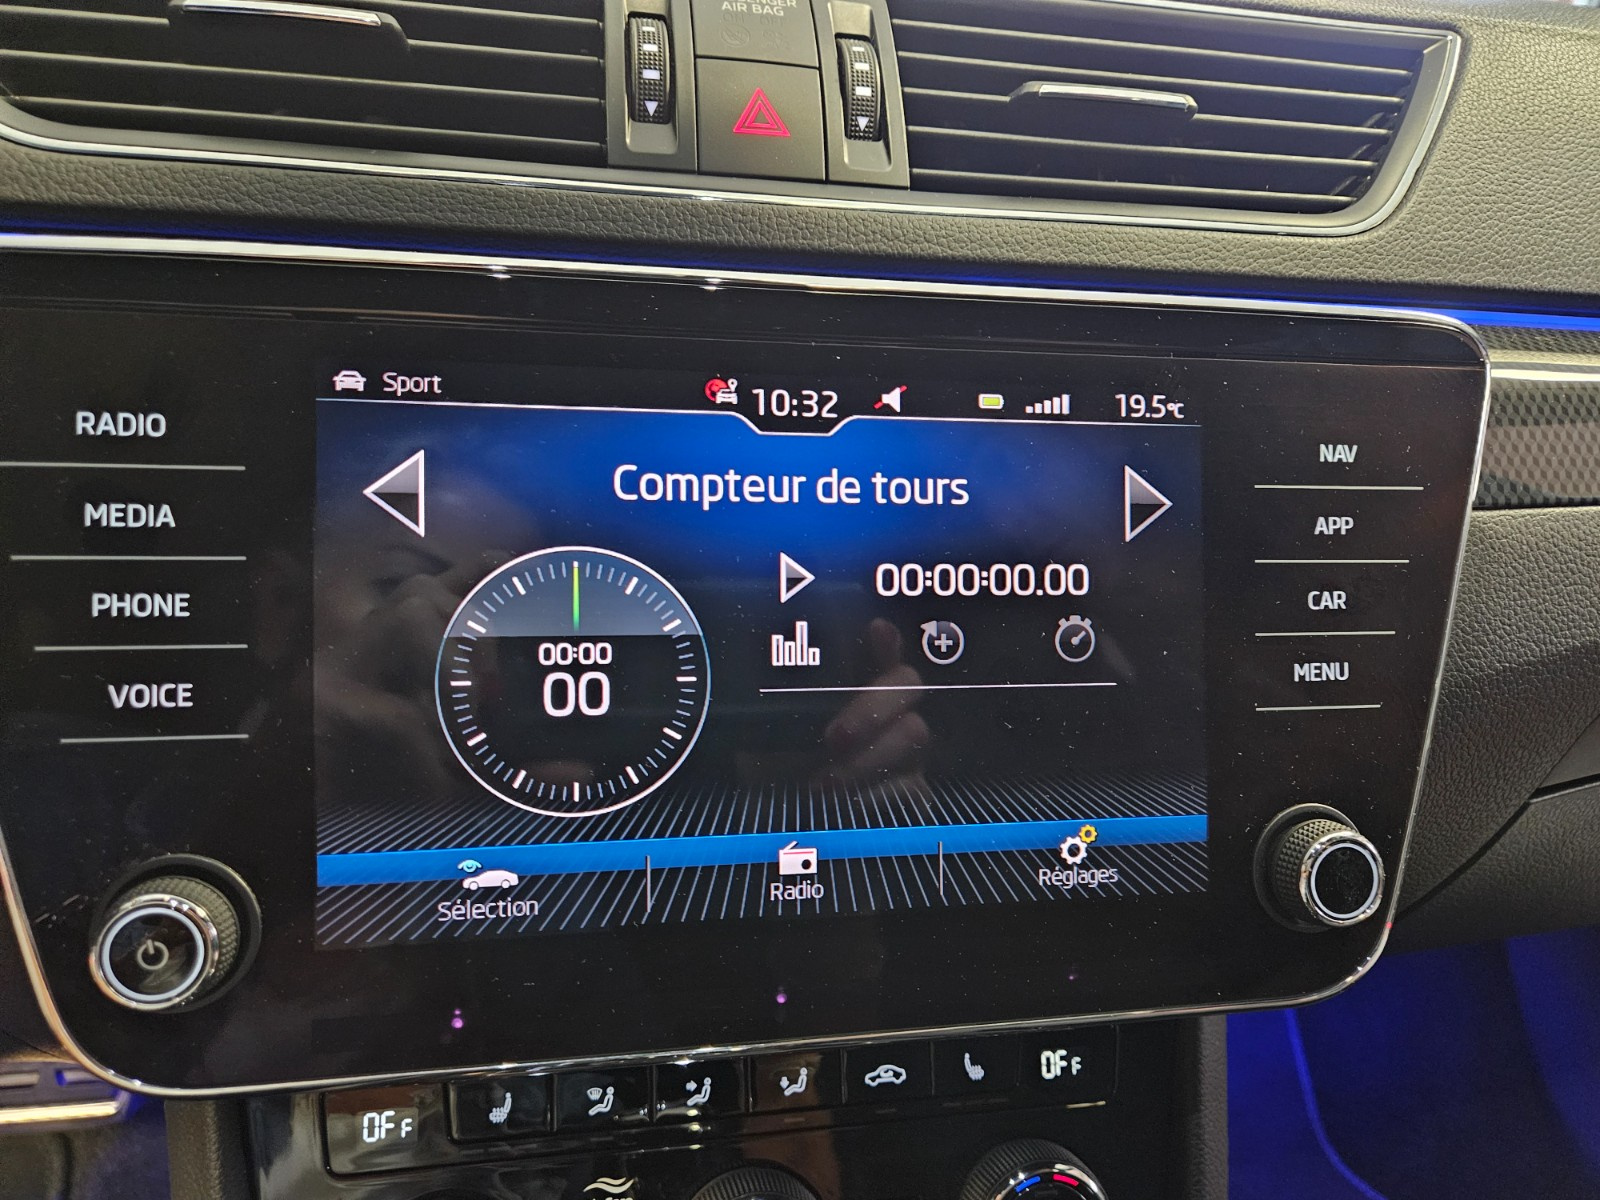 PASSENGER
AIR BAG
Sport
10:32
19.5°C
RADIO
MEDIA
PHONE
VOICE
Compteur de tours
00:00:00.00
00:00
00
NAV
APP
CAR
MENU
Sélection
Radio
Réglages
OFF
OFF